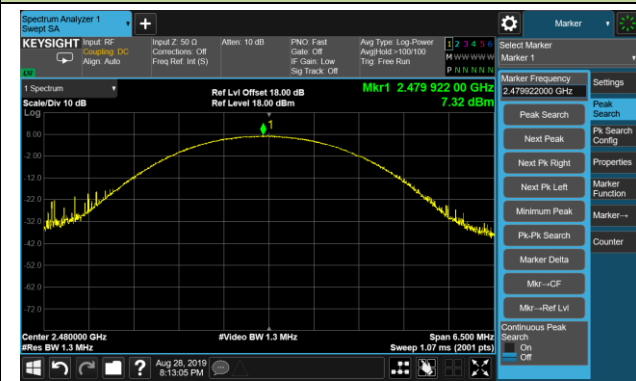 Spectrum Analyzer 1
Swept SA
Marker
KEYSIGHT
Input: RF
Coupling: DC
Align: Auto
Input Z: 50 Ω
Corrections: Off
Freq Ref: Int (S)
Atten: 10 dB
PNO: Fast
Gate: Off
IF Gain: Low
Sig Track: Off
Avg Type: Log-Power
Avg|Hold:>100/100
Trig: Free Run
1 2 3 4 5 6
M W W W W W
P N N N N N
Select Marker
Marker 1
LXI
1 Spectrum
Scale/Div 10 dB
Log
Ref Lvl Offset 18.00 dB
Ref Level 18.00 dBm
Mkr1 2.479 922 00 GHz
7.32 dBm
1
8.00
-2.00
-12.0
-22.0
-32.0
-42.0
-52.0
-62.0
-72.0
Center 2.480000 GHz
#Res BW 1.3 MHz
#Video BW 1.3 MHz
Span 6.500 MHz
Sweep 1.07 ms (2001 pts)
Marker Frequency
2.479922000 GHz
Peak Search
Next Peak
Next Pk Right
Next Pk Left
Minimum Peak
Pk-Pk Search
Marker Delta
Mkr→CF
Mkr→Ref Lvl
Continuous Peak
Search
On
Off
Settings
Peak
Search
Pk Search
Config
Properties
Marker
Function
Marker→
Counter
Aug 28, 2019
8:13:05 PM